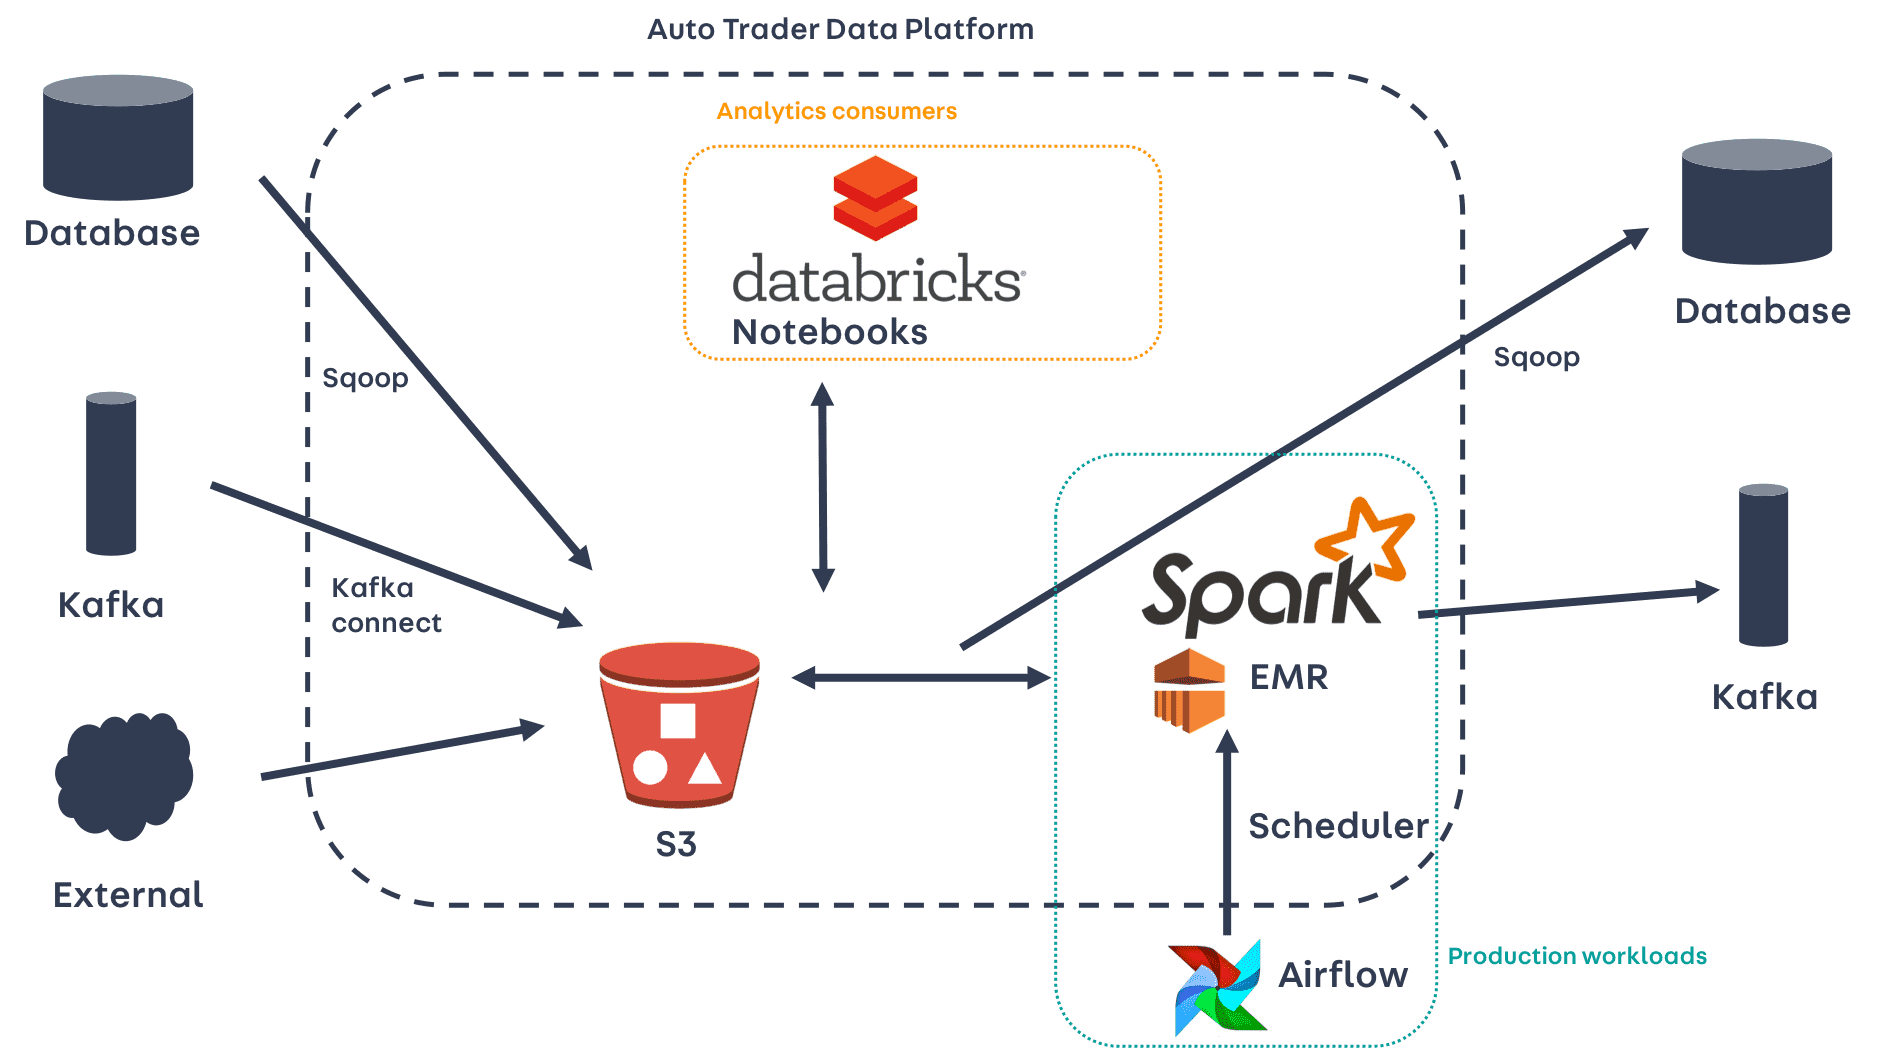 Auto Trader Data Platform
Analytics consumers
databricks
Notebooks
Database
Sqoop
Kafka
Kafka
connect
External
S3
Spark
EMR
Scheduler
Airflow
Production workloads
Sqoop
Database
Kafka